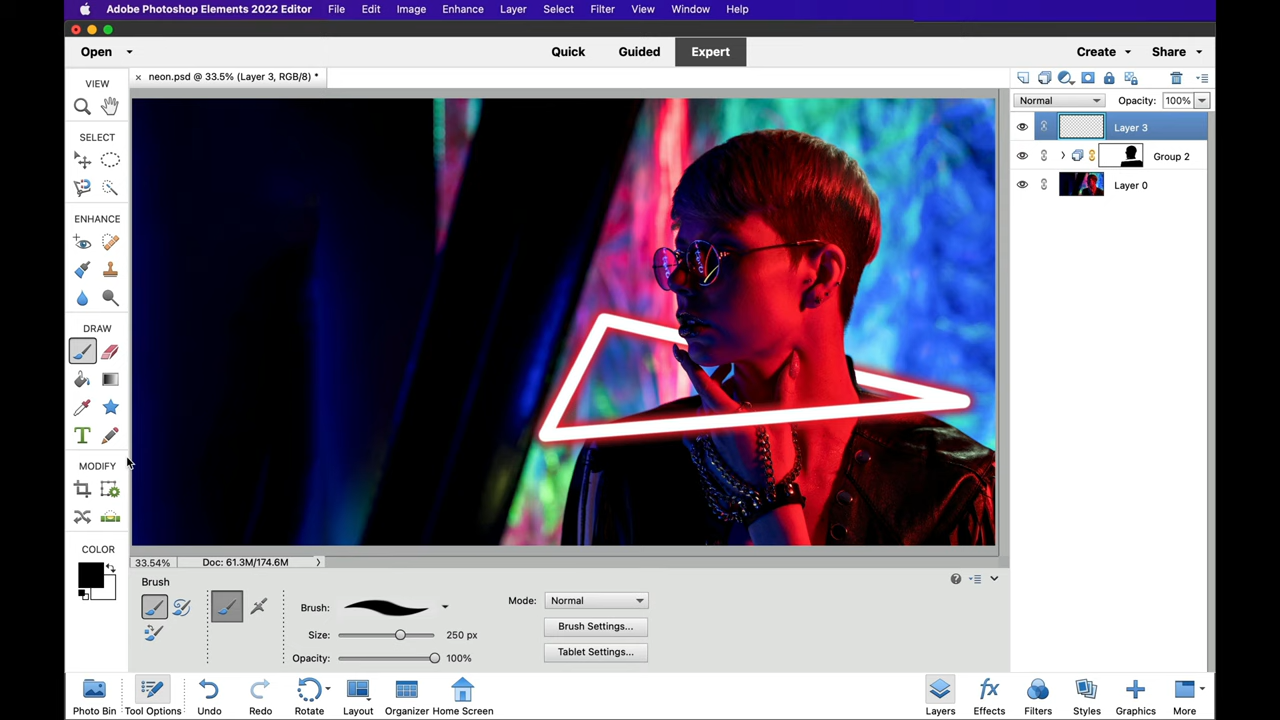 Adobe Photoshop Elements 2022 Editor File Edit Image Enhance Layer Select Filter View Window Help
Open Quick Guided Expert Create Share
× neon.psd @ 33.5% (Layer 3, RGB/8) *
VIEW
SELECT
ENHANCE
DRAW
MODIFY
COLOR
Normal Opacity: 100%
Layer 3
Group 2
Layer 0
33.54% Doc: 61.3M/174.6M
Brush
Brush:
Size: 250 px
Opacity: 100%
Mode: Normal
Brush Settings...
Tablet Settings...
Photo Bin Tool Options Undo Redo Rotate Layout Organizer Home Screen Layers Effects Filters Styles Graphics More